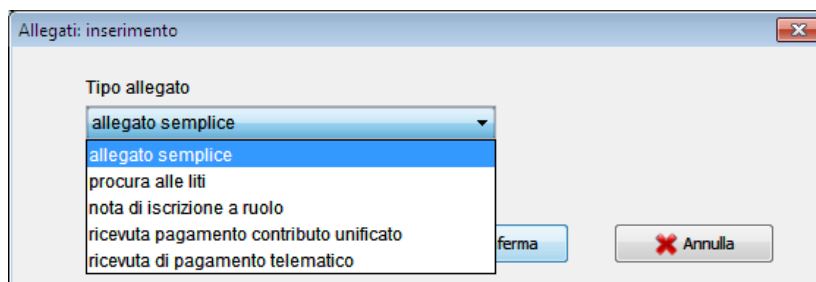 Allegati: inserimento
Tipo allegato
allegato semplice
allegato semplice
procura alle liti
nota di iscrizione a ruolo
ricevuta pagamento contributo unificato
ricevuta di pagamento telematico
ferma
Annulla